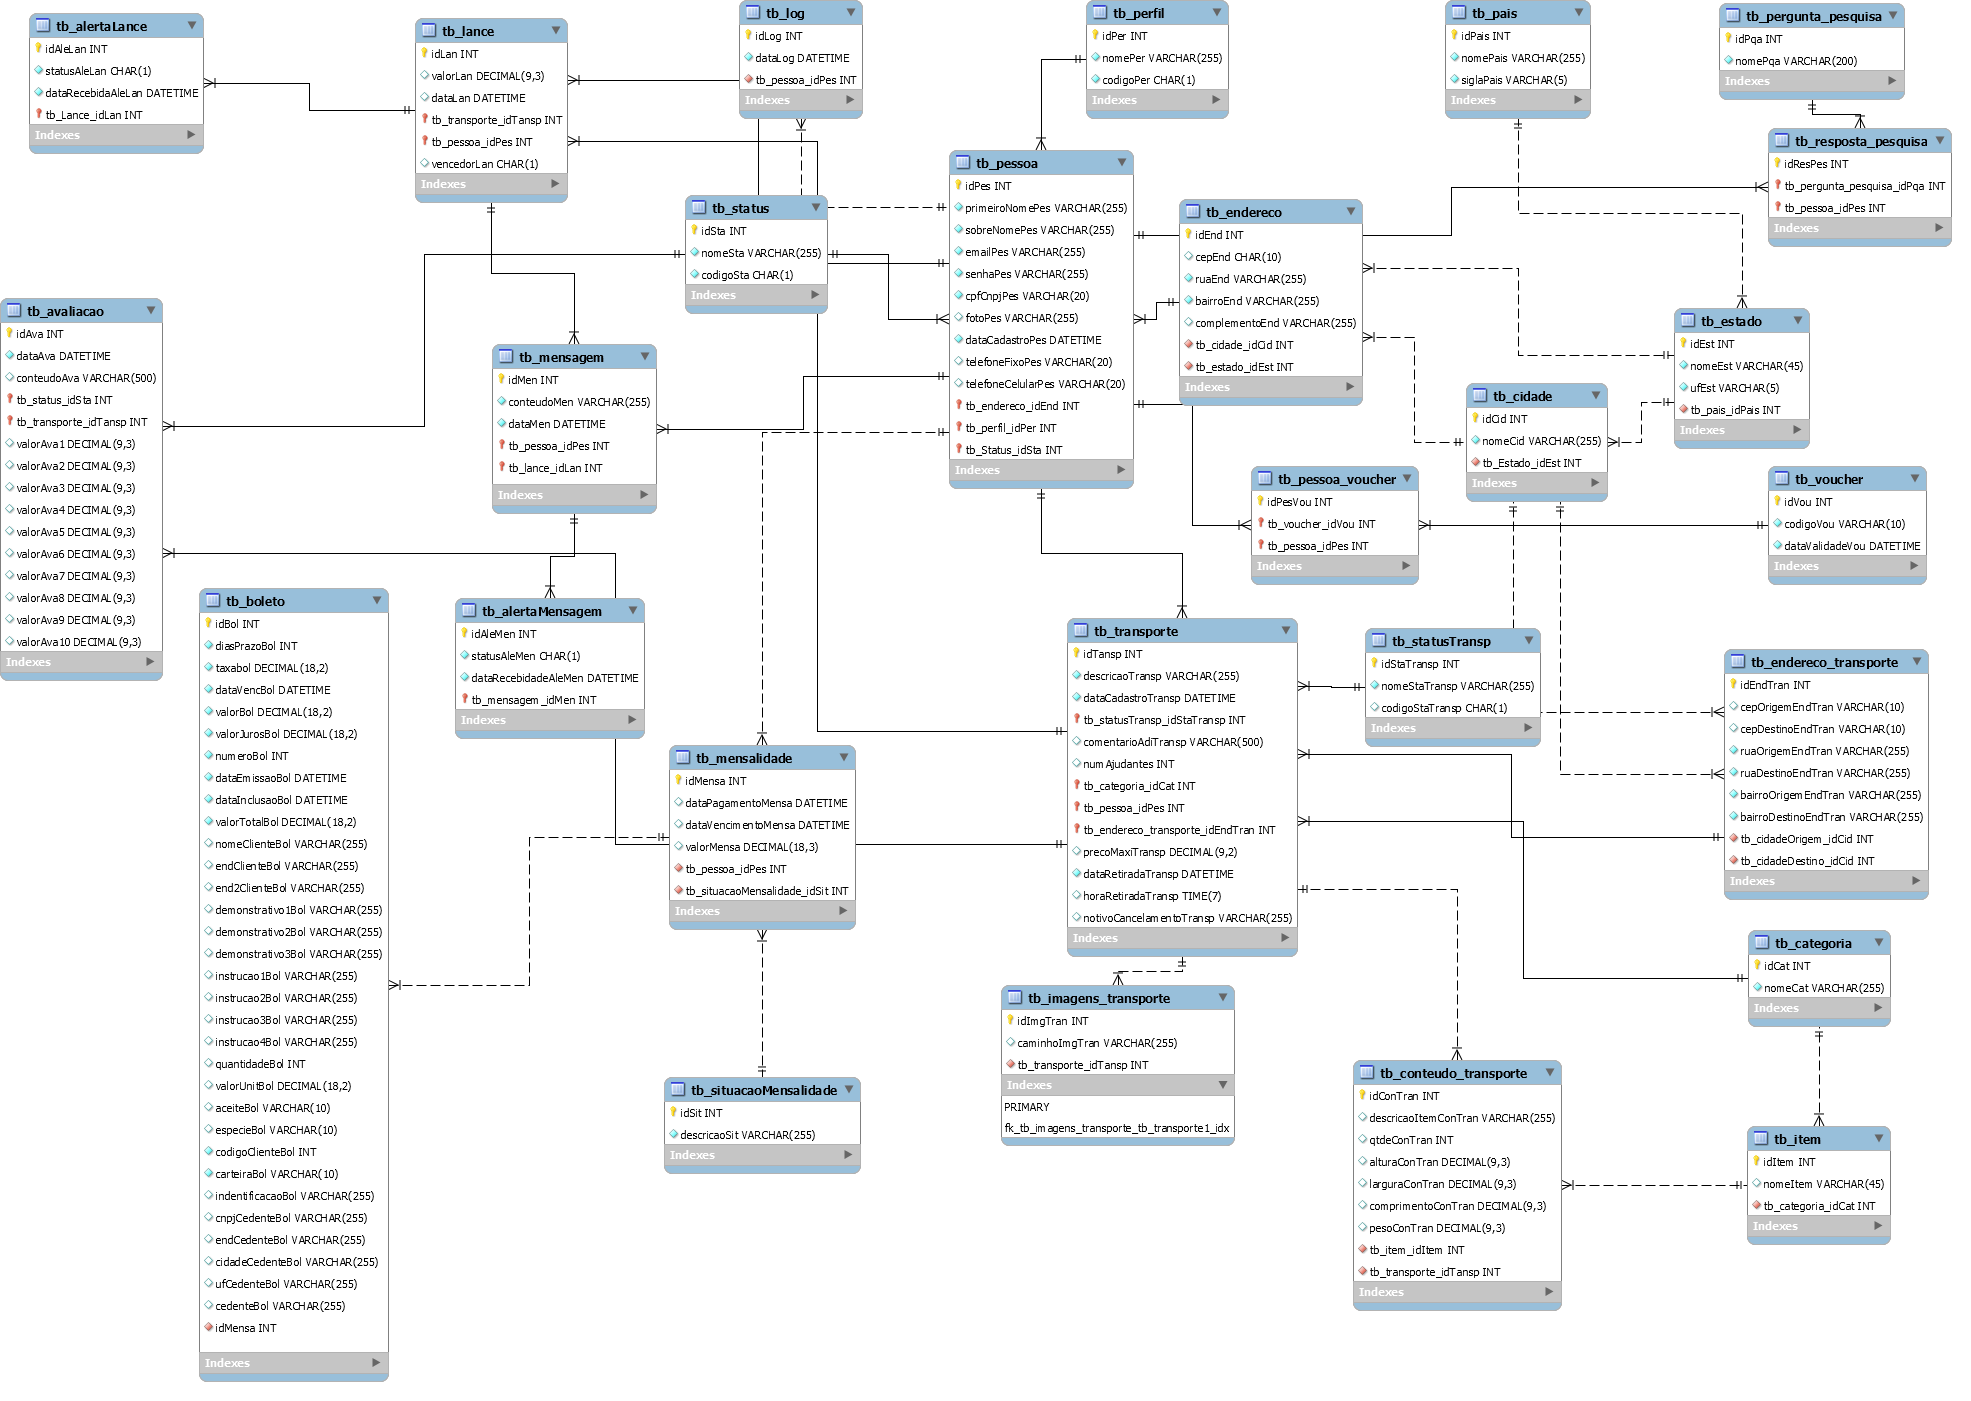 tb_alertaLance
idAleLan INT
statusAleLan CHAR(1)
dataRecebidaAleLan DATETIME
tb_Lance_idLan INT
Indexes
tb_lance
idLan INT
valorLan DECIMAL(9,3)
dataLan DATETIME
tb_transporte_idTansp INT
tb_pessoa_idPes INT
vencedorLan CHAR(1)
Indexes
tb_log
idLog INT
dataLog DATETIME
tb_pessoa_idPes INT
Indexes
tb_perfil
idPer INT
nomePer VARCHAR(255)
codigoPer CHAR(1)
Indexes
tb_pais
idPais INT
nomePais VARCHAR(255)
siglaPais VARCHAR(5)
Indexes
tb_pergunta_pesquisa
idPqa INT
nomePqa VARCHAR(200)
Indexes
tb_resposta_pesquisa
idResPes INT
tb_pergunta_pesquisa_idPqa INT
tb_pessoa_idPes INT
Indexes
tb_status
idSta INT
nomeSta VARCHAR(255)
codigoSta CHAR(1)
Indexes
tb_pessoa
idPes INT
primeiroNomePes VARCHAR(255)
sobreNomePes VARCHAR(255)
emailPes VARCHAR(255)
senhaPes VARCHAR(255)
cpfCnpjPes VARCHAR(20)
fotoPes VARCHAR(255)
dataCadastroPes DATETIME
telefoneFixoPes VARCHAR(20)
telefoneCelularPes VARCHAR(20)
tb_endereco_idEnd INT
tb_perfil_idPer INT
tb_Status_idSta INT
Indexes
tb_endereco
idEnd INT
cepEnd CHAR(10)
ruaEnd VARCHAR(255)
bairroEnd VARCHAR(255)
complementoEnd VARCHAR(255)
tb_cidade_idCid INT
tb_estado_idEst INT
Indexes
tb_estado
idEst INT
nomeEst VARCHAR(45)
ufEst VARCHAR(5)
tb_pais_idPais INT
Indexes
tb_cidade
idCid INT
nomeCid VARCHAR(255)
tb_Estado_idEst INT
Indexes
tb_avaliacao
idAva INT
dataAva DATETIME
conteudoAva VARCHAR(500)
tb_status_idSta INT
tb_transporte_idTansp INT
valorAva1 DECIMAL(9,3)
valorAva2 DECIMAL(9,3)
valorAva3 DECIMAL(9,3)
valorAva4 DECIMAL(9,3)
valorAva5 DECIMAL(9,3)
valorAva6 DECIMAL(9,3)
valorAva7 DECIMAL(9,3)
valorAva8 DECIMAL(9,3)
valorAva9 DECIMAL(9,3)
valorAva10 DECIMAL(9,3)
Indexes
tb_mensagem
idMen INT
conteudoMen VARCHAR(255)
dataMen DATETIME
tb_pessoa_idPes INT
tb_lance_idLan INT
Indexes
tb_pessoa_voucher
idPesVou INT
tb_voucher_idVou INT
tb_pessoa_idPes INT
Indexes
tb_voucher
idVou INT
codigoVou VARCHAR(10)
dataValidadeVou DATETIME
Indexes
tb_boleto
idBol INT
diasPrazoBol INT
taxabol DECIMAL(18,2)
dataVencBol DATETIME
valorBol DECIMAL(18,2)
valorJurosBol DECIMAL(18,2)
numeroBol INT
dataEmissaoBol DATETIME
dataInclusaoBol DATETIME
valorTotalBol DECIMAL(18,2)
nomeClienteBol VARCHAR(255)
endClienteBol VARCHAR(255)
end2ClienteBol VARCHAR(255)
demonstrativo1Bol VARCHAR(255)
demonstrativo2Bol VARCHAR(255)
demonstrativo3Bol VARCHAR(255)
instrucao1Bol VARCHAR(255)
instrucao2Bol VARCHAR(255)
instrucao3Bol VARCHAR(255)
instrucao4Bol VARCHAR(255)
quantidadeBol INT
valorUnitBol DECIMAL(18,2)
aceiteBol VARCHAR(10)
especieBol VARCHAR(10)
codigoClienteBol INT
carteiraBol VARCHAR(10)
indentificacaoBol VARCHAR(255)
cnpjCedenteBol VARCHAR(255)
endCedenteBol VARCHAR(255)
cidadeCedenteBol VARCHAR(255)
ufCedenteBol VARCHAR(255)
cedenteBol VARCHAR(255)
idMensa INT
Indexes
tb_alertaMensagem
idAleMen INT
statusAleMen CHAR(1)
dataRecebidadeAleMen DATETIME
tb_mensagem_idMen INT
Indexes
tb_mensalidade
idMensa INT
dataPagamentoMensa DATETIME
dataVencimentoMensa DATETIME
valorMensa DECIMAL(18,3)
tb_pessoa_idPes INT
tb_situacaoMensalidade_idSit INT
Indexes
tb_situacaoMensalidade
idSit INT
descricaoSit VARCHAR(255)
Indexes
tb_transporte
idTansp INT
descricaoTransp VARCHAR(255)
dataCadastroTransp DATETIME
tb_statusTransp_idStaTransp INT
comentarioAdiTransp VARCHAR(500)
numAjudantes INT
tb_categoria_idCat INT
tb_pessoa_idPes INT
tb_endereco_transporte_idEndTran INT
precoMaxiTransp DECIMAL(9,2)
dataRetiradaTransp DATETIME
horaRetiradaTransp TIME(7)
notivoCancelamentoTransp VARCHAR(255)
Indexes
tb_statusTransp
idStaTransp INT
nomeStaTransp VARCHAR(255)
codigoStaTransp CHAR(1)
Indexes
tb_endereco_transporte
idEndTran INT
cepOrigemEndTran VARCHAR(10)
cepDestinoEndTran VARCHAR(10)
ruaOrigemEndTran VARCHAR(255)
ruaDestinoEndTran VARCHAR(255)
bairroOrigemEndTran VARCHAR(255)
bairroDestinoEndTran VARCHAR(255)
tb_cidadeOrigem_idCid INT
tb_cidadeDestino_idCid INT
Indexes
tb_imagens_transporte
idImgTran INT
caminhoImgTran VARCHAR(255)
tb_transporte_idTansp INT
Indexes
PRIMARY
fk_tb_imagens_transporte_tb_transporte1_idx
tb_categoria
idCat INT
nomeCat VARCHAR(255)
Indexes
tb_conteudo_transporte
idConTran INT
descricaoItemConTran VARCHAR(255)
qtdeConTran INT
alturaConTran DECIMAL(9,3)
larguraConTran DECIMAL(9,3)
comprimentoConTran DECIMAL(9,3)
pesoConTran DECIMAL(9,3)
tb_item_idItem INT
tb_transporte_idTansp INT
Indexes
tb_item
idItem INT
nomeItem VARCHAR(45)
tb_categoria_idCat INT
Indexes